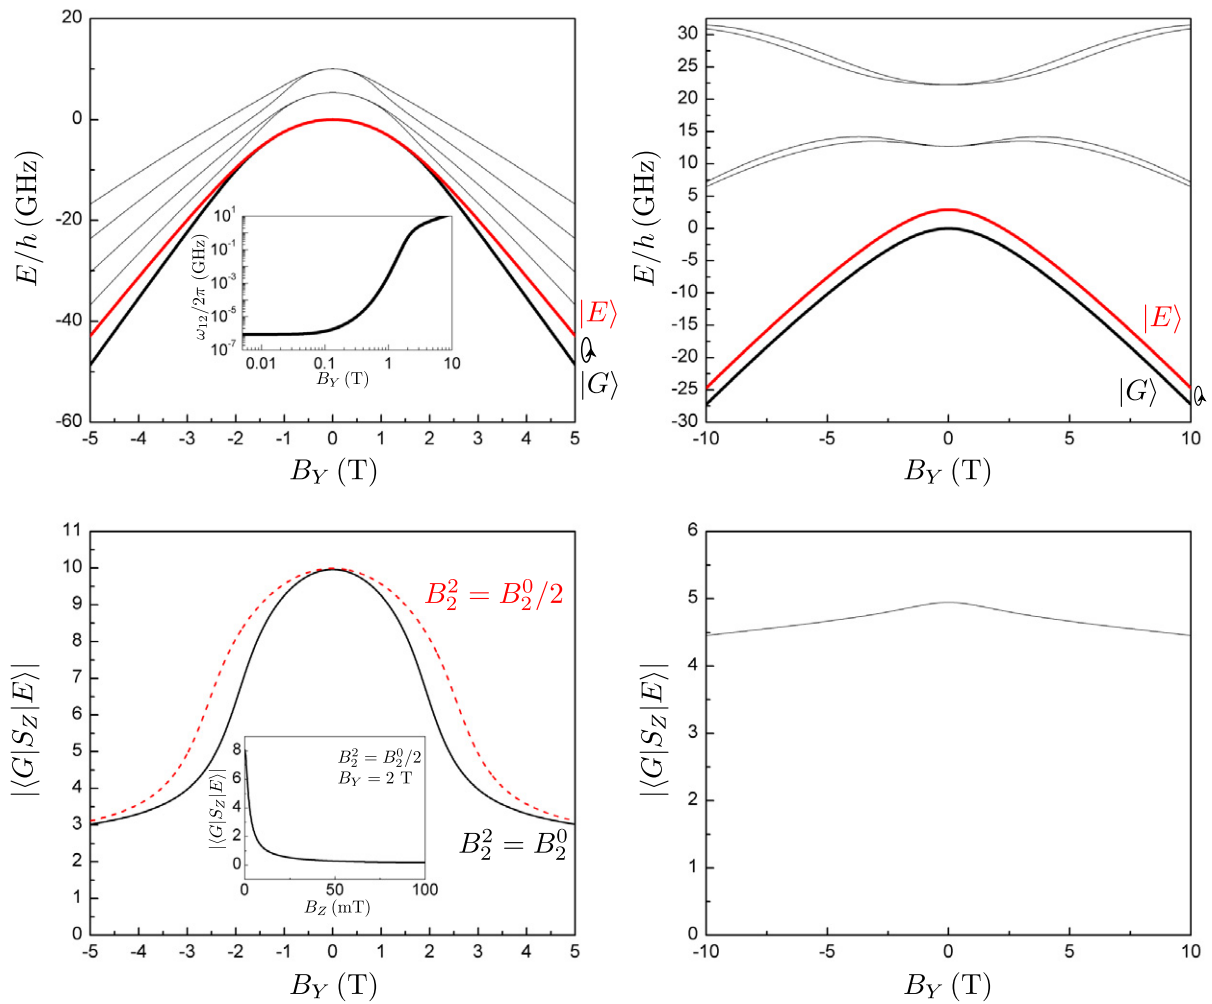 20
0
-20
-40
-60
E/h (GHz)
10^1
10^-1
10^-3
10^-5
10^-7
ω_12/2π (GHz)
0.01 0.1 1 10
B_Y (T)
|E⟩
|G⟩
-5 -4 -3 -2 -1 0 1 2 3 4 5
B_Y (T)
30
25
20
15
10
5
0
-5
-10
-15
-20
-25
-30
E/h (GHz)
|E⟩
|G⟩
-10 -5 0 5 10
B_Y (T)
11
10
9
8
7
6
5
4
3
2
1
0
|⟨G|S_Z|E⟩|
B_2^2 = B_2^0/2
8
6
4
2
0
|⟨G|S_Z|E⟩|
B_2^2 = B_2^0/2
B_Y = 2 T
0 50 100
B_Z (mT)
B_2^2 = B_2^0
-5 -4 -3 -2 -1 0 1 2 3 4 5
B_Y (T)
6
5
4
3
2
1
0
|⟨G|S_Z|E⟩|
-10 -5 0 5 10
B_Y (T)